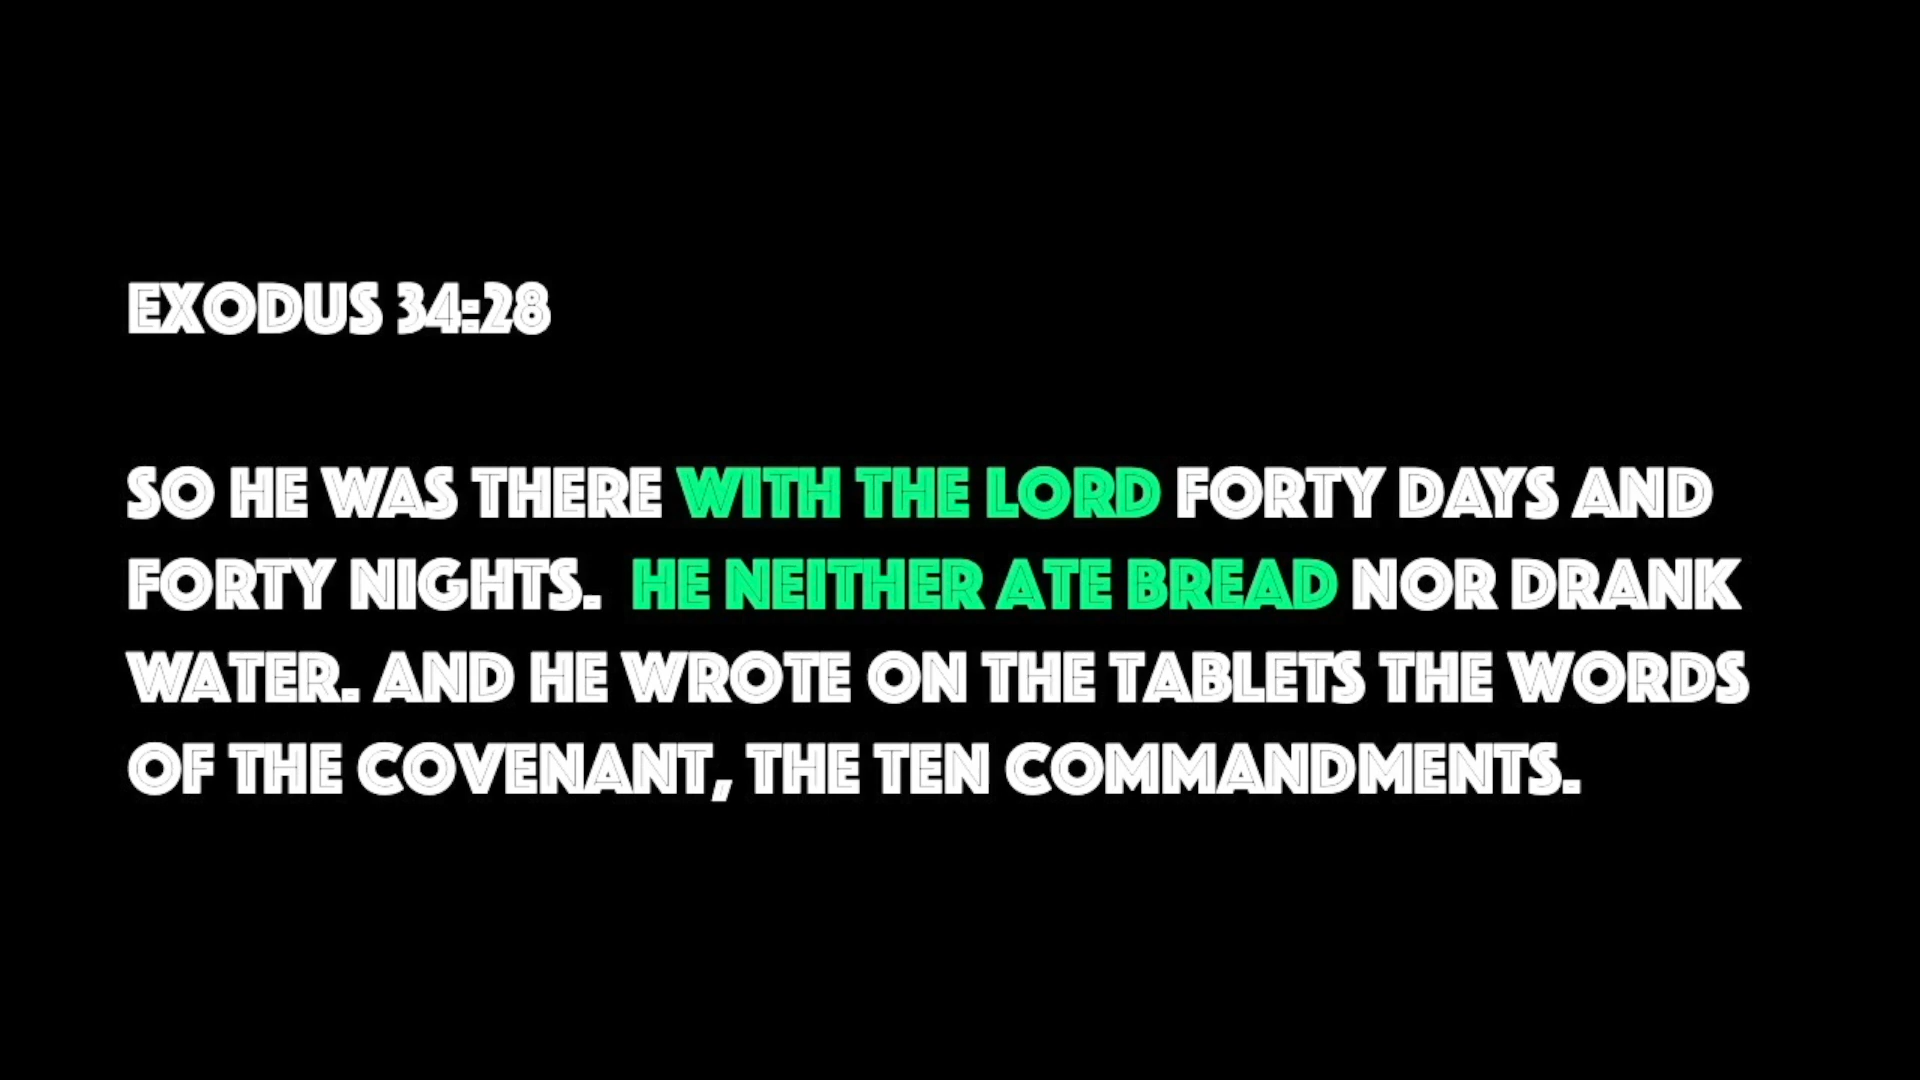 EXODUS 34:28
SO HE WAS THERE WITH THE LORD FORTY DAYS AND
FORTY NIGHTS. HE NEITHER ATE BREAD NOR DRANK
WATER. AND HE WROTE ON THE TABLETS THE WORDS
OF THE COVENANT, THE TEN COMMANDMENTS.